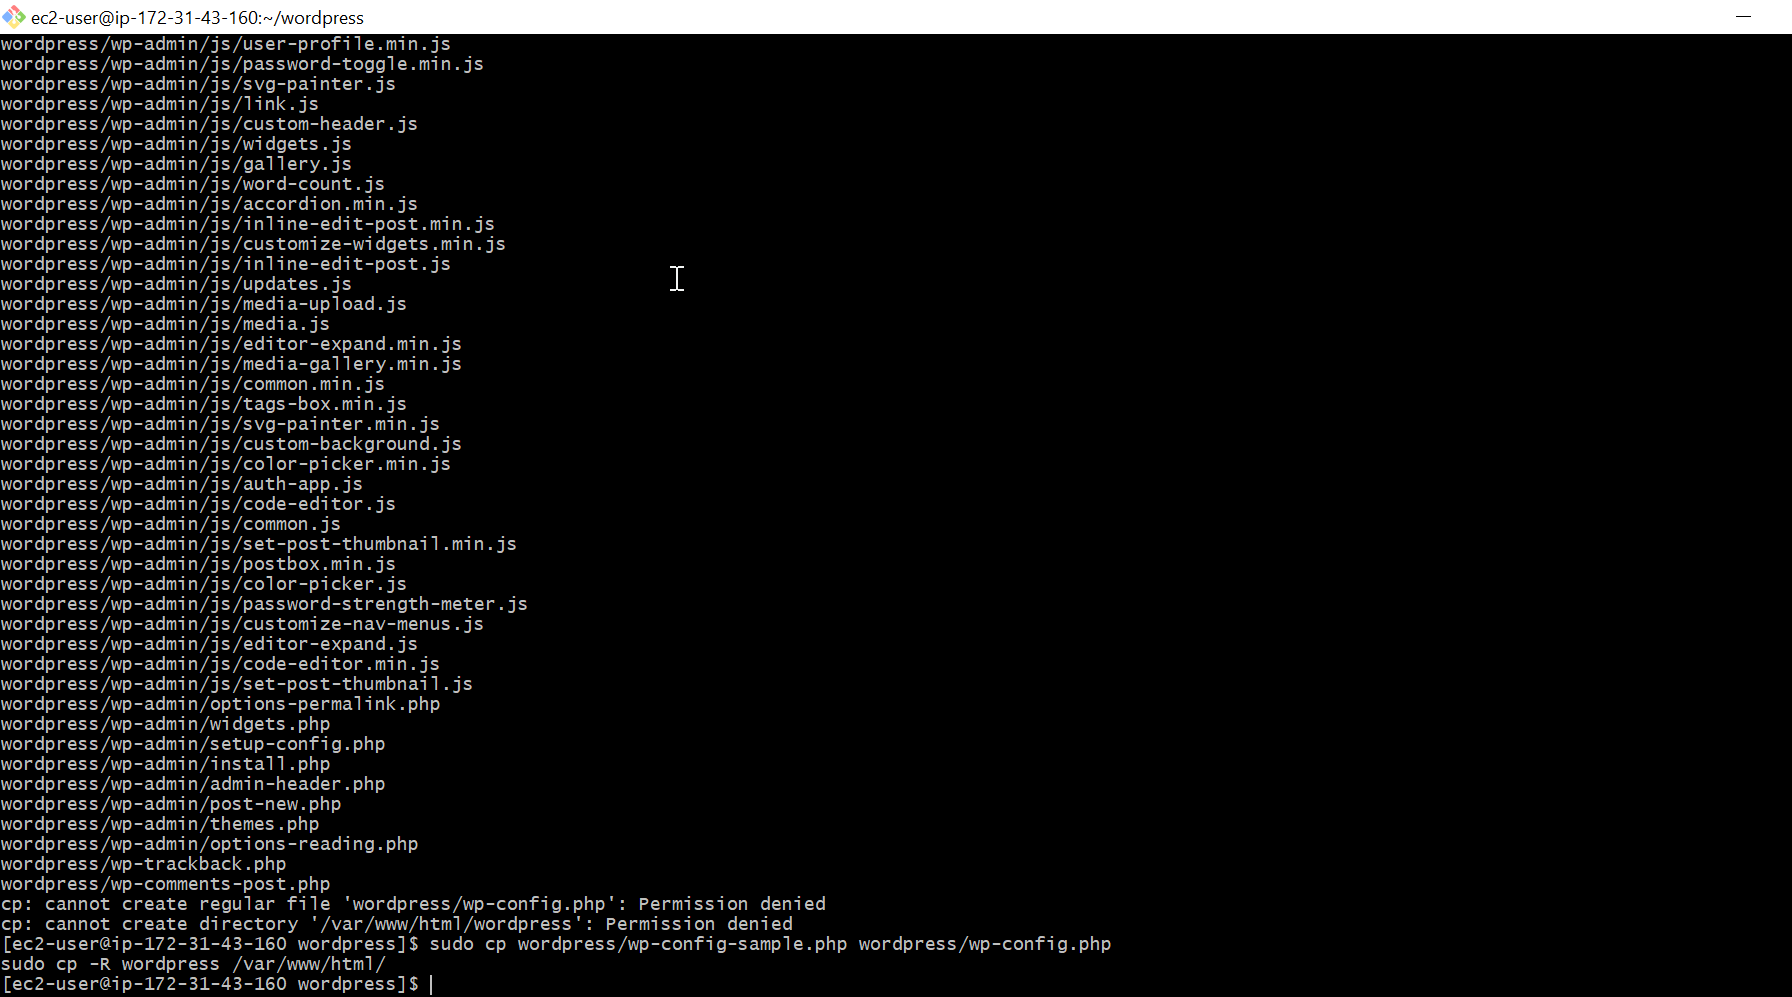 ec2-user@ip-172-31-43-160:~/wordpress
wordpress/wp-admin/js/user-profile.min.js
wordpress/wp-admin/js/password-toggle.min.js
wordpress/wp-admin/js/svg-painter.js
wordpress/wp-admin/js/link.js
wordpress/wp-admin/js/custom-header.js
wordpress/wp-admin/js/widgets.js
wordpress/wp-admin/js/gallery.js
wordpress/wp-admin/js/word-count.js
wordpress/wp-admin/js/accordion.min.js
wordpress/wp-admin/js/inline-edit-post.min.js
wordpress/wp-admin/js/customize-widgets.min.js
wordpress/wp-admin/js/inline-edit-post.js
wordpress/wp-admin/js/updates.js
wordpress/wp-admin/js/media-upload.js
wordpress/wp-admin/js/media.js
wordpress/wp-admin/js/editor-expand.min.js
wordpress/wp-admin/js/media-gallery.min.js
wordpress/wp-admin/js/common.min.js
wordpress/wp-admin/js/tags-box.min.js
wordpress/wp-admin/js/svg-painter.min.js
wordpress/wp-admin/js/custom-background.js
wordpress/wp-admin/js/color-picker.min.js
wordpress/wp-admin/js/auth-app.js
wordpress/wp-admin/js/code-editor.js
wordpress/wp-admin/js/common.js
wordpress/wp-admin/js/set-post-thumbnail.min.js
wordpress/wp-admin/js/postbox.min.js
wordpress/wp-admin/js/color-picker.js
wordpress/wp-admin/js/password-strength-meter.js
wordpress/wp-admin/js/customize-nav-menus.js
wordpress/wp-admin/js/editor-expand.js
wordpress/wp-admin/js/code-editor.min.js
wordpress/wp-admin/js/set-post-thumbnail.js
wordpress/wp-admin/options-permalink.php
wordpress/wp-admin/widgets.php
wordpress/wp-admin/setup-config.php
wordpress/wp-admin/install.php
wordpress/wp-admin/admin-header.php
wordpress/wp-admin/post-new.php
wordpress/wp-admin/themes.php
wordpress/wp-admin/options-reading.php
wordpress/wp-trackback.php
wordpress/wp-comments-post.php
cp: cannot create regular file 'wordpress/wp-config.php': Permission denied
cp: cannot create directory '/var/www/html/wordpress': Permission denied
[ec2-user@ip-172-31-43-160 wordpress]$ sudo cp wordpress/wp-config-sample.php wordpress/wp-config.php
sudo cp -R wordpress /var/www/html/
[ec2-user@ip-172-31-43-160 wordpress]$